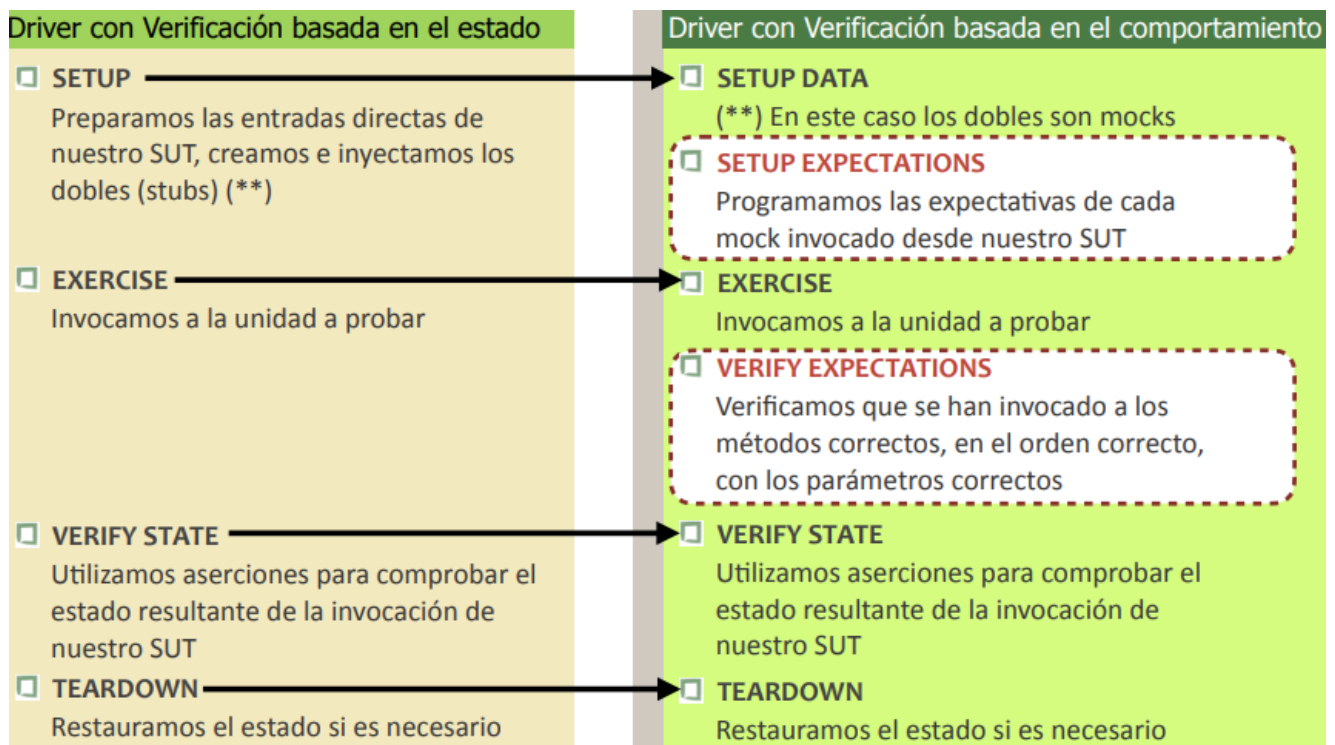 Driver con Verificación basada en el estado
SETUP
Preparamos las entradas directas de
nuestro SUT, creamos e inyectamos los
dobles (stubs) (**)
EXERCISE
Invocamos a la unidad a probar
VERIFY STATE
Utilizamos aserciones para comprobar el
estado resultante de la invocación de
nuestro SUT
TEARDOWN
Restauramos el estado si es necesario
Driver con Verificación basada en el comportamiento
SETUP DATA
(**) En este caso los dobles son mocks
SETUP EXPECTATIONS
Programamos las expectativas de cada
mock invocado desde nuestro SUT
EXERCISE
Invocamos a la unidad a probar
VERIFY EXPECTATIONS
Verificamos que se han invocado a los
métodos correctos, en el orden correcto,
con los parámetros correctos
VERIFY STATE
Utilizamos aserciones para comprobar el
estado resultante de la invocación de
nuestro SUT
TEARDOWN
Restauramos el estado si es necesario